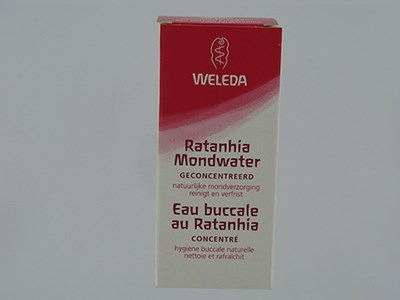 WELEDA
Ratanhia
Mondwater
GECONCENTREERD
natuurlijke mondverzorging
reinigt en verfrist
Eau buccale
au Ratanhia
CONCENTRÉ
hygiène buccale naturelle
nettoie et rafraîchit